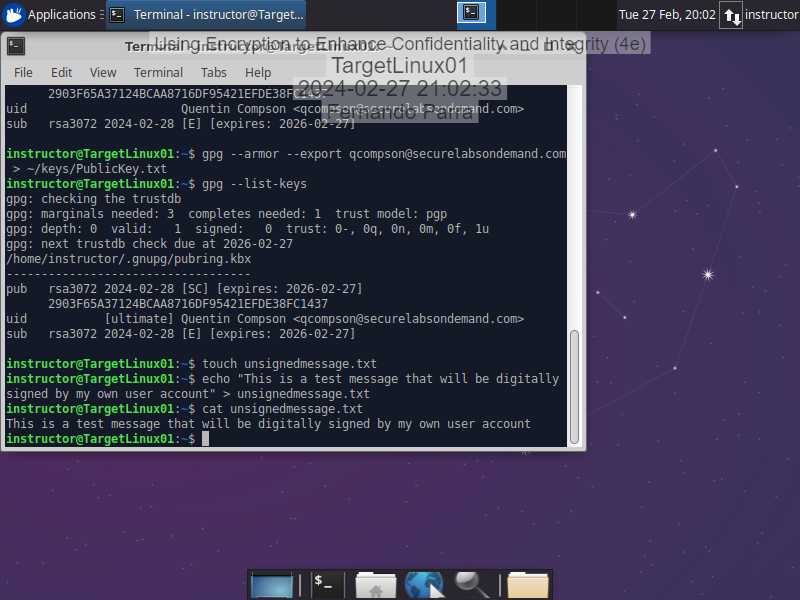 Applications
Terminal - instructor@Target...
Tue 27 Feb, 20:02
instructor
Using Encryption to Enhance Confidentiality and Integrity (4e)
TargetLinux01
2024-02-27 21:02:33
Fernando Parra
File Edit View Terminal Tabs Help
2903F65A37124BCAA8716DF95421EFDE38FC1437
uid Quentin Compson <qcompson@securelabsondemand.com>
sub rsa3072 2024-02-28 [E] [expires: 2026-02-27]
instructor@TargetLinux01:~$ gpg --armor --export qcompson@securelabsondemand.com
> ~/keys/PublicKey.txt
instructor@TargetLinux01:~$ gpg --list-keys
gpg: checking the trustdb
gpg: marginals needed: 3 completes needed: 1 trust model: pgp
gpg: depth: 0 valid: 1 signed: 0 trust: 0-, 0q, 0n, 0m, 0f, 1u
gpg: next trustdb check due at 2026-02-27
/home/instructor/.gnupg/pubring.kbx
-----------------------------------
pub rsa3072 2024-02-28 [SC] [expires: 2026-02-27]
2903F65A37124BCAA8716DF95421EFDE38FC1437
uid [ultimate] Quentin Compson <qcompson@securelabsondemand.com>
sub rsa3072 2024-02-28 [E] [expires: 2026-02-27]
instructor@TargetLinux01:~$ touch unsignedmessage.txt
instructor@TargetLinux01:~$ echo "This is a test message that will be digitally
signed by my own user account" > unsignedmessage.txt
instructor@TargetLinux01:~$ cat unsignedmessage.txt
This is a test message that will be digitally signed by my own user account
instructor@TargetLinux01:~$